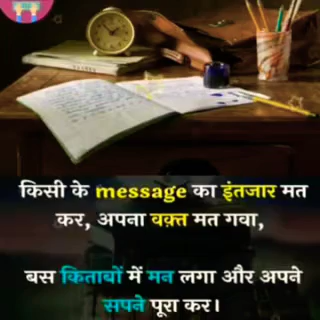 किसी के message का इंतजार मत
कर, अपना वक़्त मत गवा,
बस किताबों में मन लगा और अपने
सपने पूरा कर।